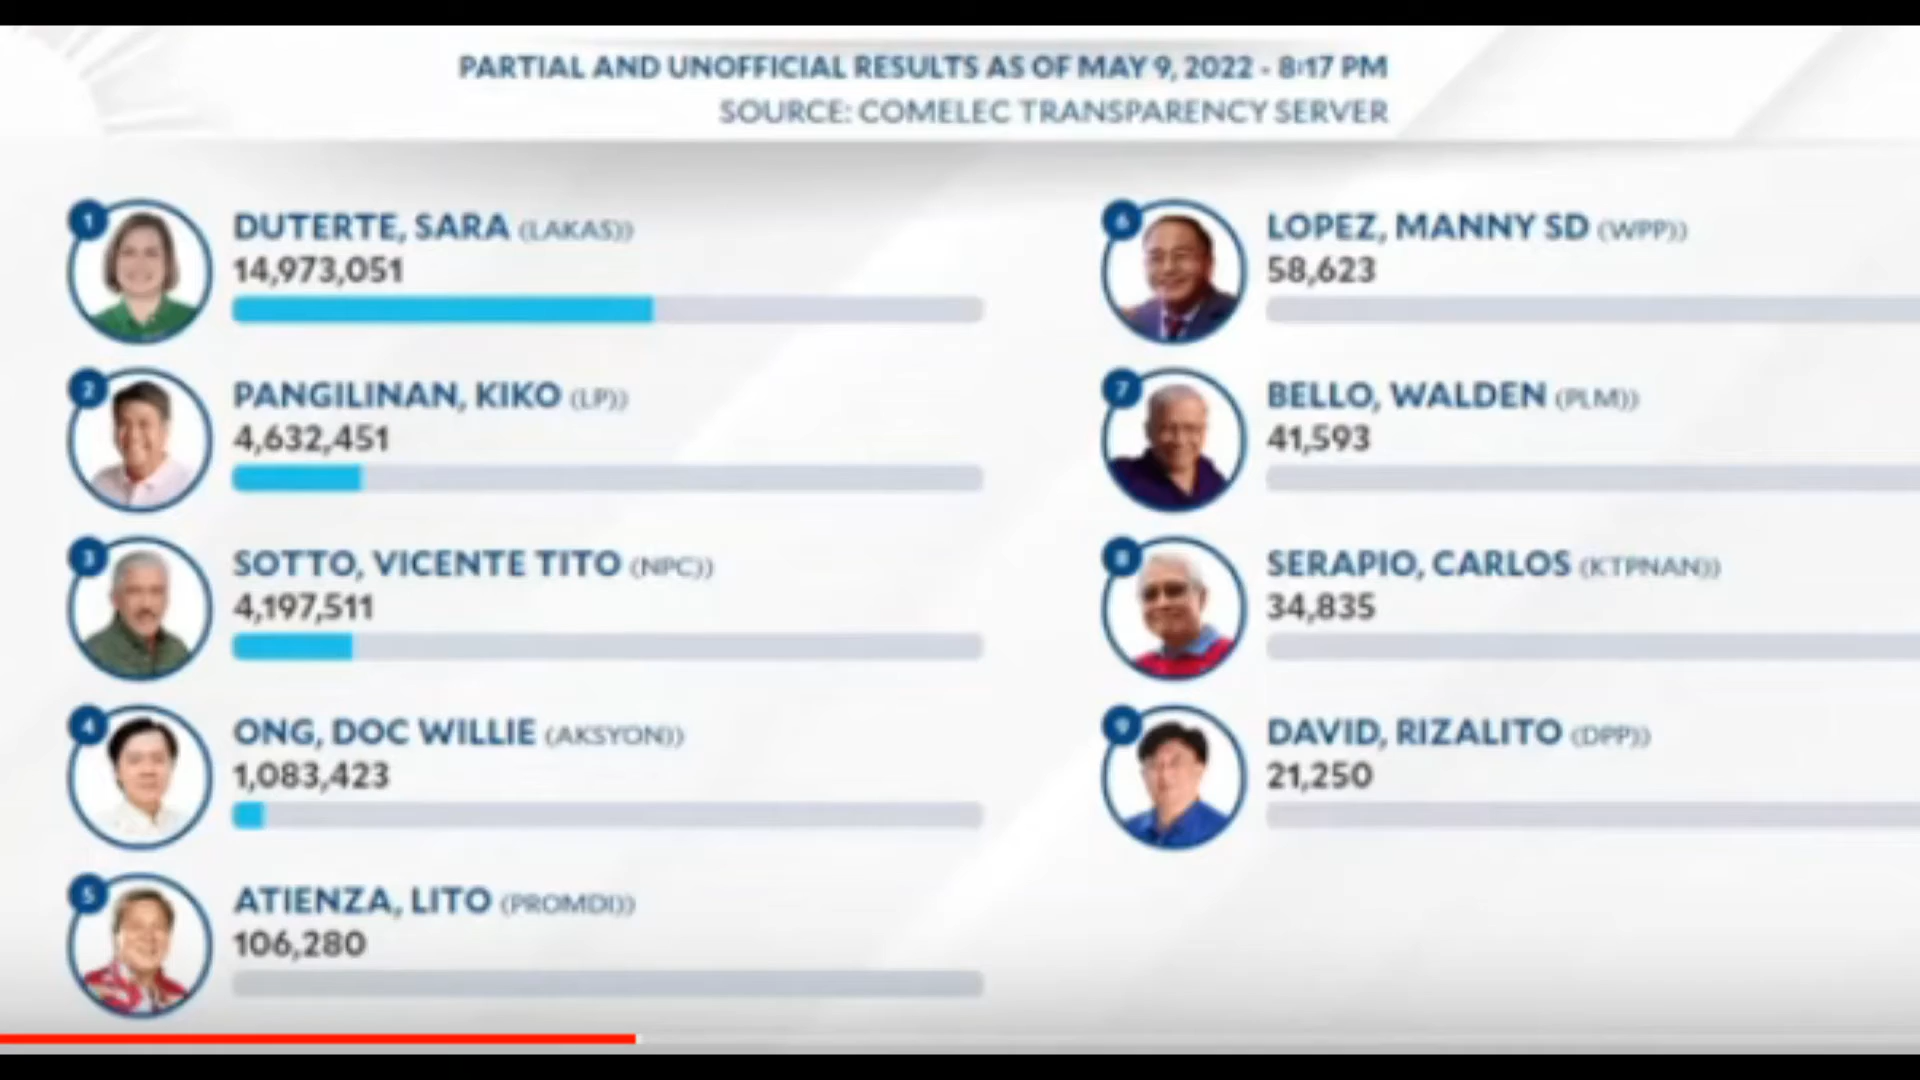 PARTIAL AND UNOFFICIAL RESULTS AS OF MAY 9, 2022 - 8:17 PM
SOURCE: COMELEC TRANSPARENCY SERVER
1
DUTERTE, SARA (LAKAS))
14,973,051
2
PANGILINAN, KIKO (LP))
4,632,451
3
SOTTO, VICENTE TITO (NPC))
4,197,511
4
ONG, DOC WILLIE (AKSYON))
1,083,423
5
ATIENZA, LITO (PROMDI))
106,280
6
LOPEZ, MANNY SD (WPP))
58,623
7
BELLO, WALDEN (PLM))
41,593
8
SERAPIO, CARLOS (KTPNAN))
34,835
9
DAVID, RIZALITO (DPP))
21,250